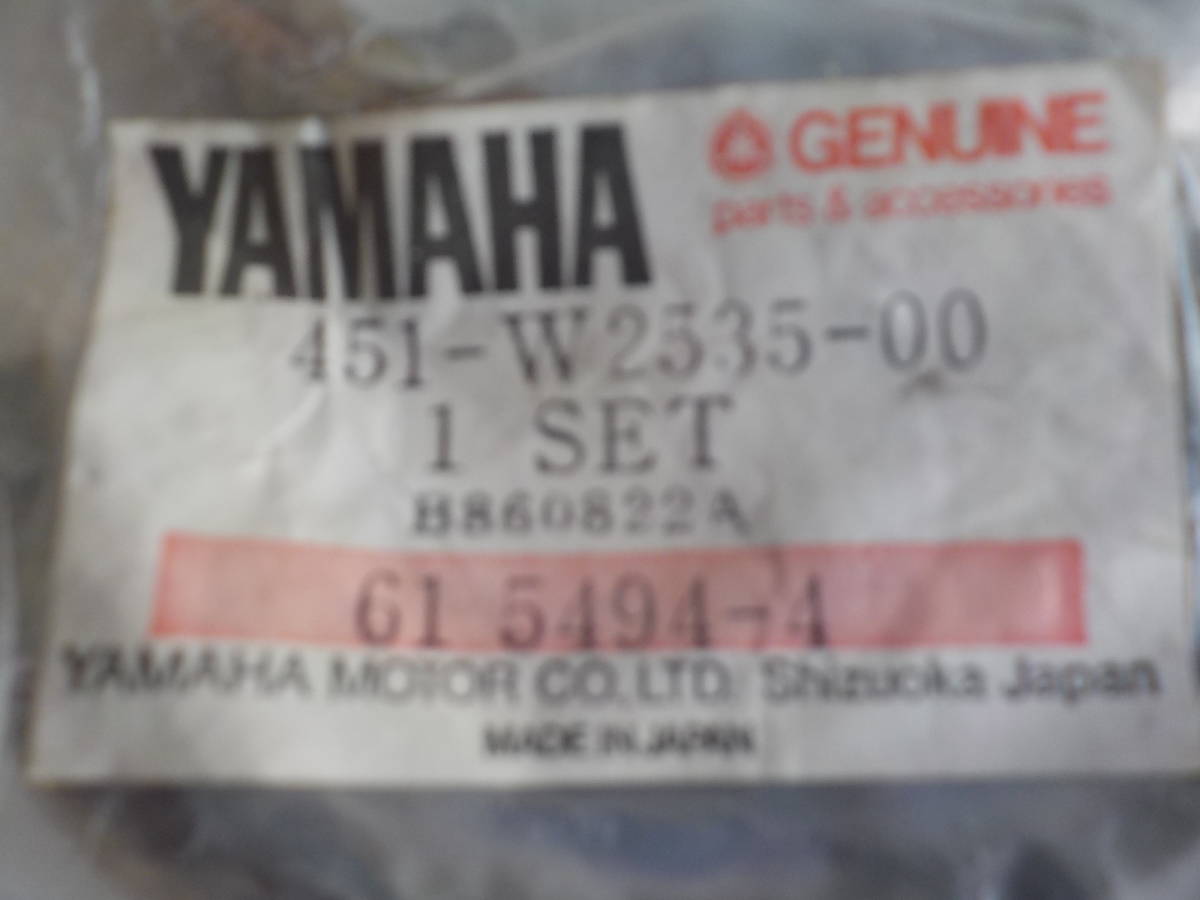 YAMAHA
GENUINE
parts & accessories
451-W2535-00
1 SET
B860822A
61 5494-4
YAMAHA MOTOR CO., LTD. Shizuoka Japan
MADE IN JAPAN